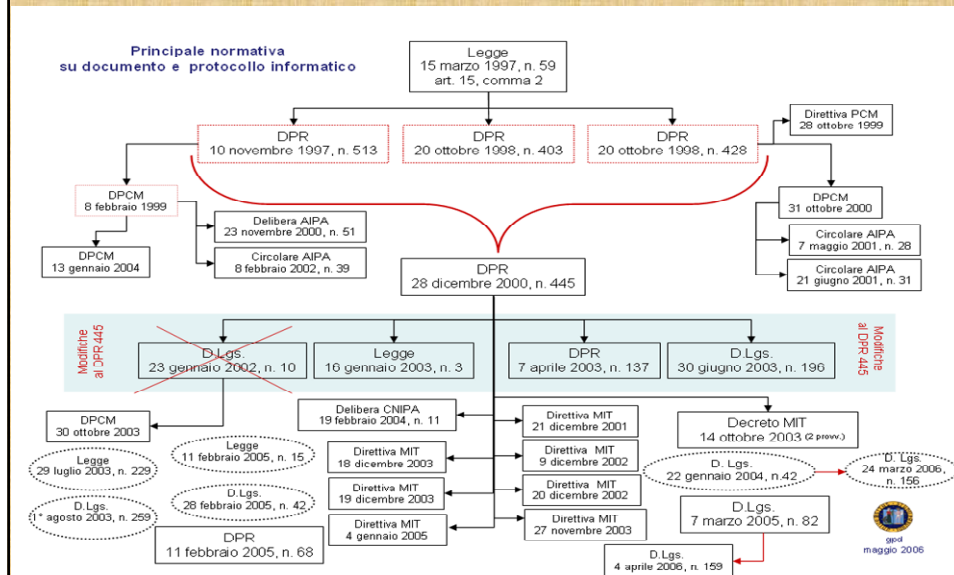 Principale normativa
su documento e protocollo informatico
Legge
15 marzo 1997, n. 59
art. 15, comma 2
Direttiva PCM
28 ottobre 1999
DPR
10 novembre 1997, n. 513
DPR
20 ottobre 1998, n. 403
DPR
20 ottobre 1998, n. 428
DPCM
8 febbraio 1999
DPCM
31 ottobre 2000
Delibera AIPA
23 novembre 2000, n. 51
Circolare AIPA
7 maggio 2001, n. 28
DPCM
13 gennaio 2004
Circolare AIPA
8 febbraio 2002, n. 39
DPR
28 dicembre 2000, n. 445
Circolare AIPA
21 giugno 2001, n. 31
Modifiche
al DPR 445
D.Lgs.
23 gennaio 2002, n. 10
Legge
16 gennaio 2003, n. 3
DPR
7 aprile 2003, n. 137
D.Lgs.
30 giugno 2003, n. 196
Modifiche
al DPR 445
DPCM
30 ottobre 2003
Delibera CNIPA
19 febbraio 2004, n. 11
Direttiva MIT
21 dicembre 2001
Decreto MIT
14 ottobre 2003 (2 provv.)
Legge
29 luglio 2003, n. 229
Legge
11 febbraio 2005, n. 15
Direttiva MIT
18 dicembre 2003
Direttiva MIT
9 dicembre 2002
D. Lgs.
22 gennaio 2004, n.42
D. Lgs.
24 marzo 2006,
n. 156
D.Lgs.
1° agosto 2003, n. 259
D.Lgs.
28 febbraio 2005, n. 42
Direttiva MIT
19 dicembre 2003
Direttiva MIT
20 dicembre 2002
D.Lgs.
7 marzo 2005, n. 82
DPR
11 febbraio 2005, n. 68
Direttiva MIT
4 gennaio 2005
Direttiva MIT
27 novembre 2003
D.Lgs.
4 aprile 2006, n. 159
gpd
maggio 2006